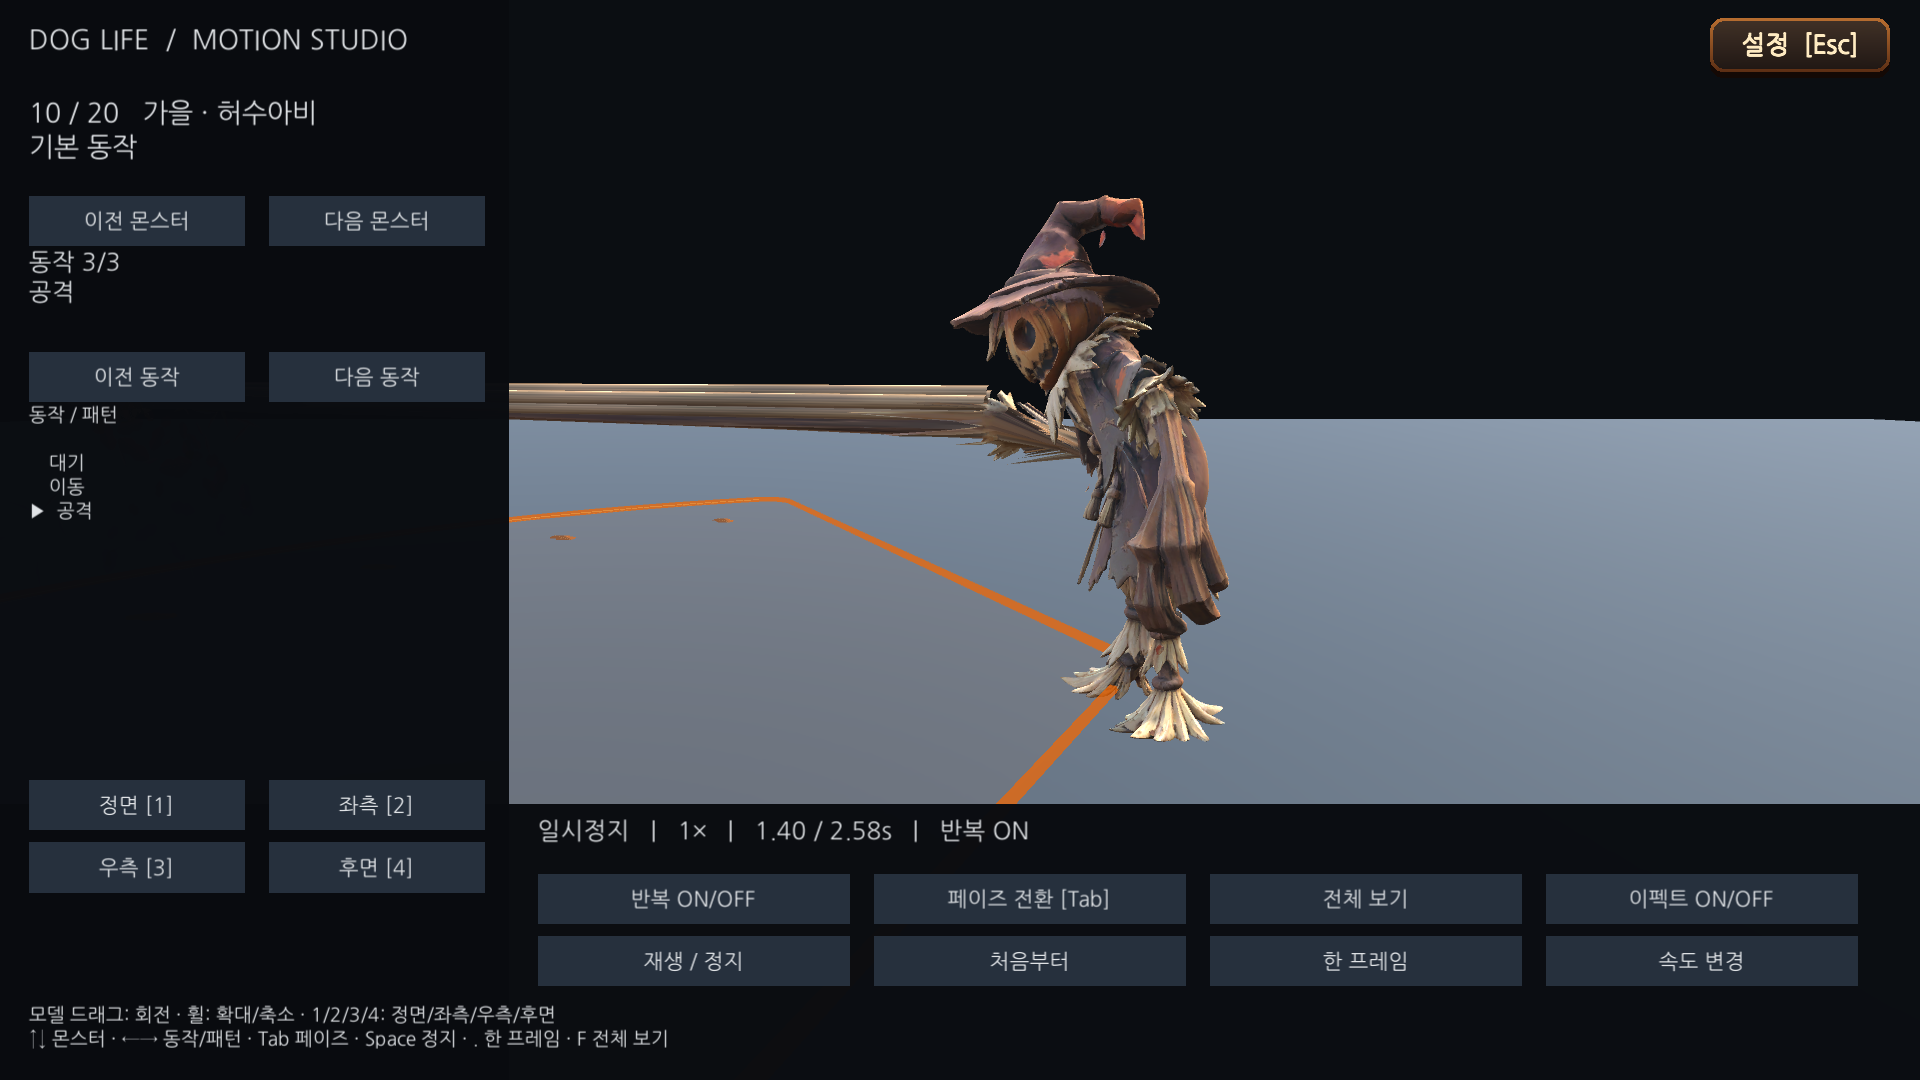 DOG LIFE / MOTION STUDIO
설정 [Esc]
10 / 20 가을 · 허수아비
기본 동작
이전 몬스터
다음 몬스터
동작 3/3
공격
이전 동작
다음 동작
동작 / 패턴
대기
이동
▶ 공격
정면 [1]
좌측 [2]
우측 [3]
후면 [4]
일시정지 | 1× | 1.40 / 2.58s | 반복 ON
반복 ON/OFF
페이즈 전환 [Tab]
전체 보기
이펙트 ON/OFF
재생 / 정지
처음부터
한 프레임
속도 변경
모델 드래그: 회전 · 휠: 확대/축소 · 1/2/3/4: 정면/좌측/우측/후면
↑↓ 몬스터 · ←→ 동작/패턴 · Tab 페이즈 · Space 정지 · . 한 프레임 · F 전체 보기